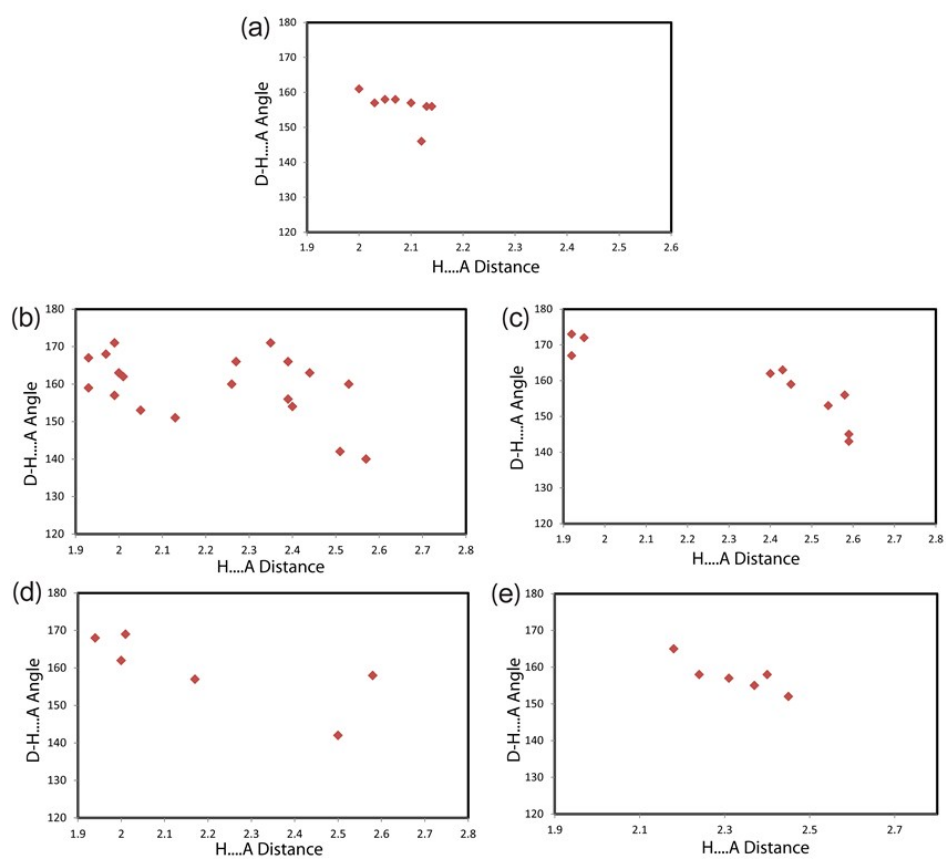 (a)
D-H....A Angle
180
170
160
150
140
130
120
1.9 2 2.1 2.2 2.3 2.4 2.5 2.6
H....A Distance
(b)
D-H....A Angle
180
170
160
150
140
130
120
1.9 2 2.1 2.2 2.3 2.4 2.5 2.6 2.7 2.8
H....A Distance
(c)
D-H....A Angle
180
170
160
150
140
130
120
1.9 2 2.1 2.2 2.3 2.4 2.5 2.6 2.7 2.8
H....A Distance
(d)
D-H....A Angle
180
170
160
150
140
130
120
1.9 2 2.1 2.2 2.3 2.4 2.5 2.6 2.7 2.8
H....A Distance
(e)
D-H....A Angle
180
170
160
150
140
130
120
1.9 2.1 2.3 2.5 2.7
H....A Distance